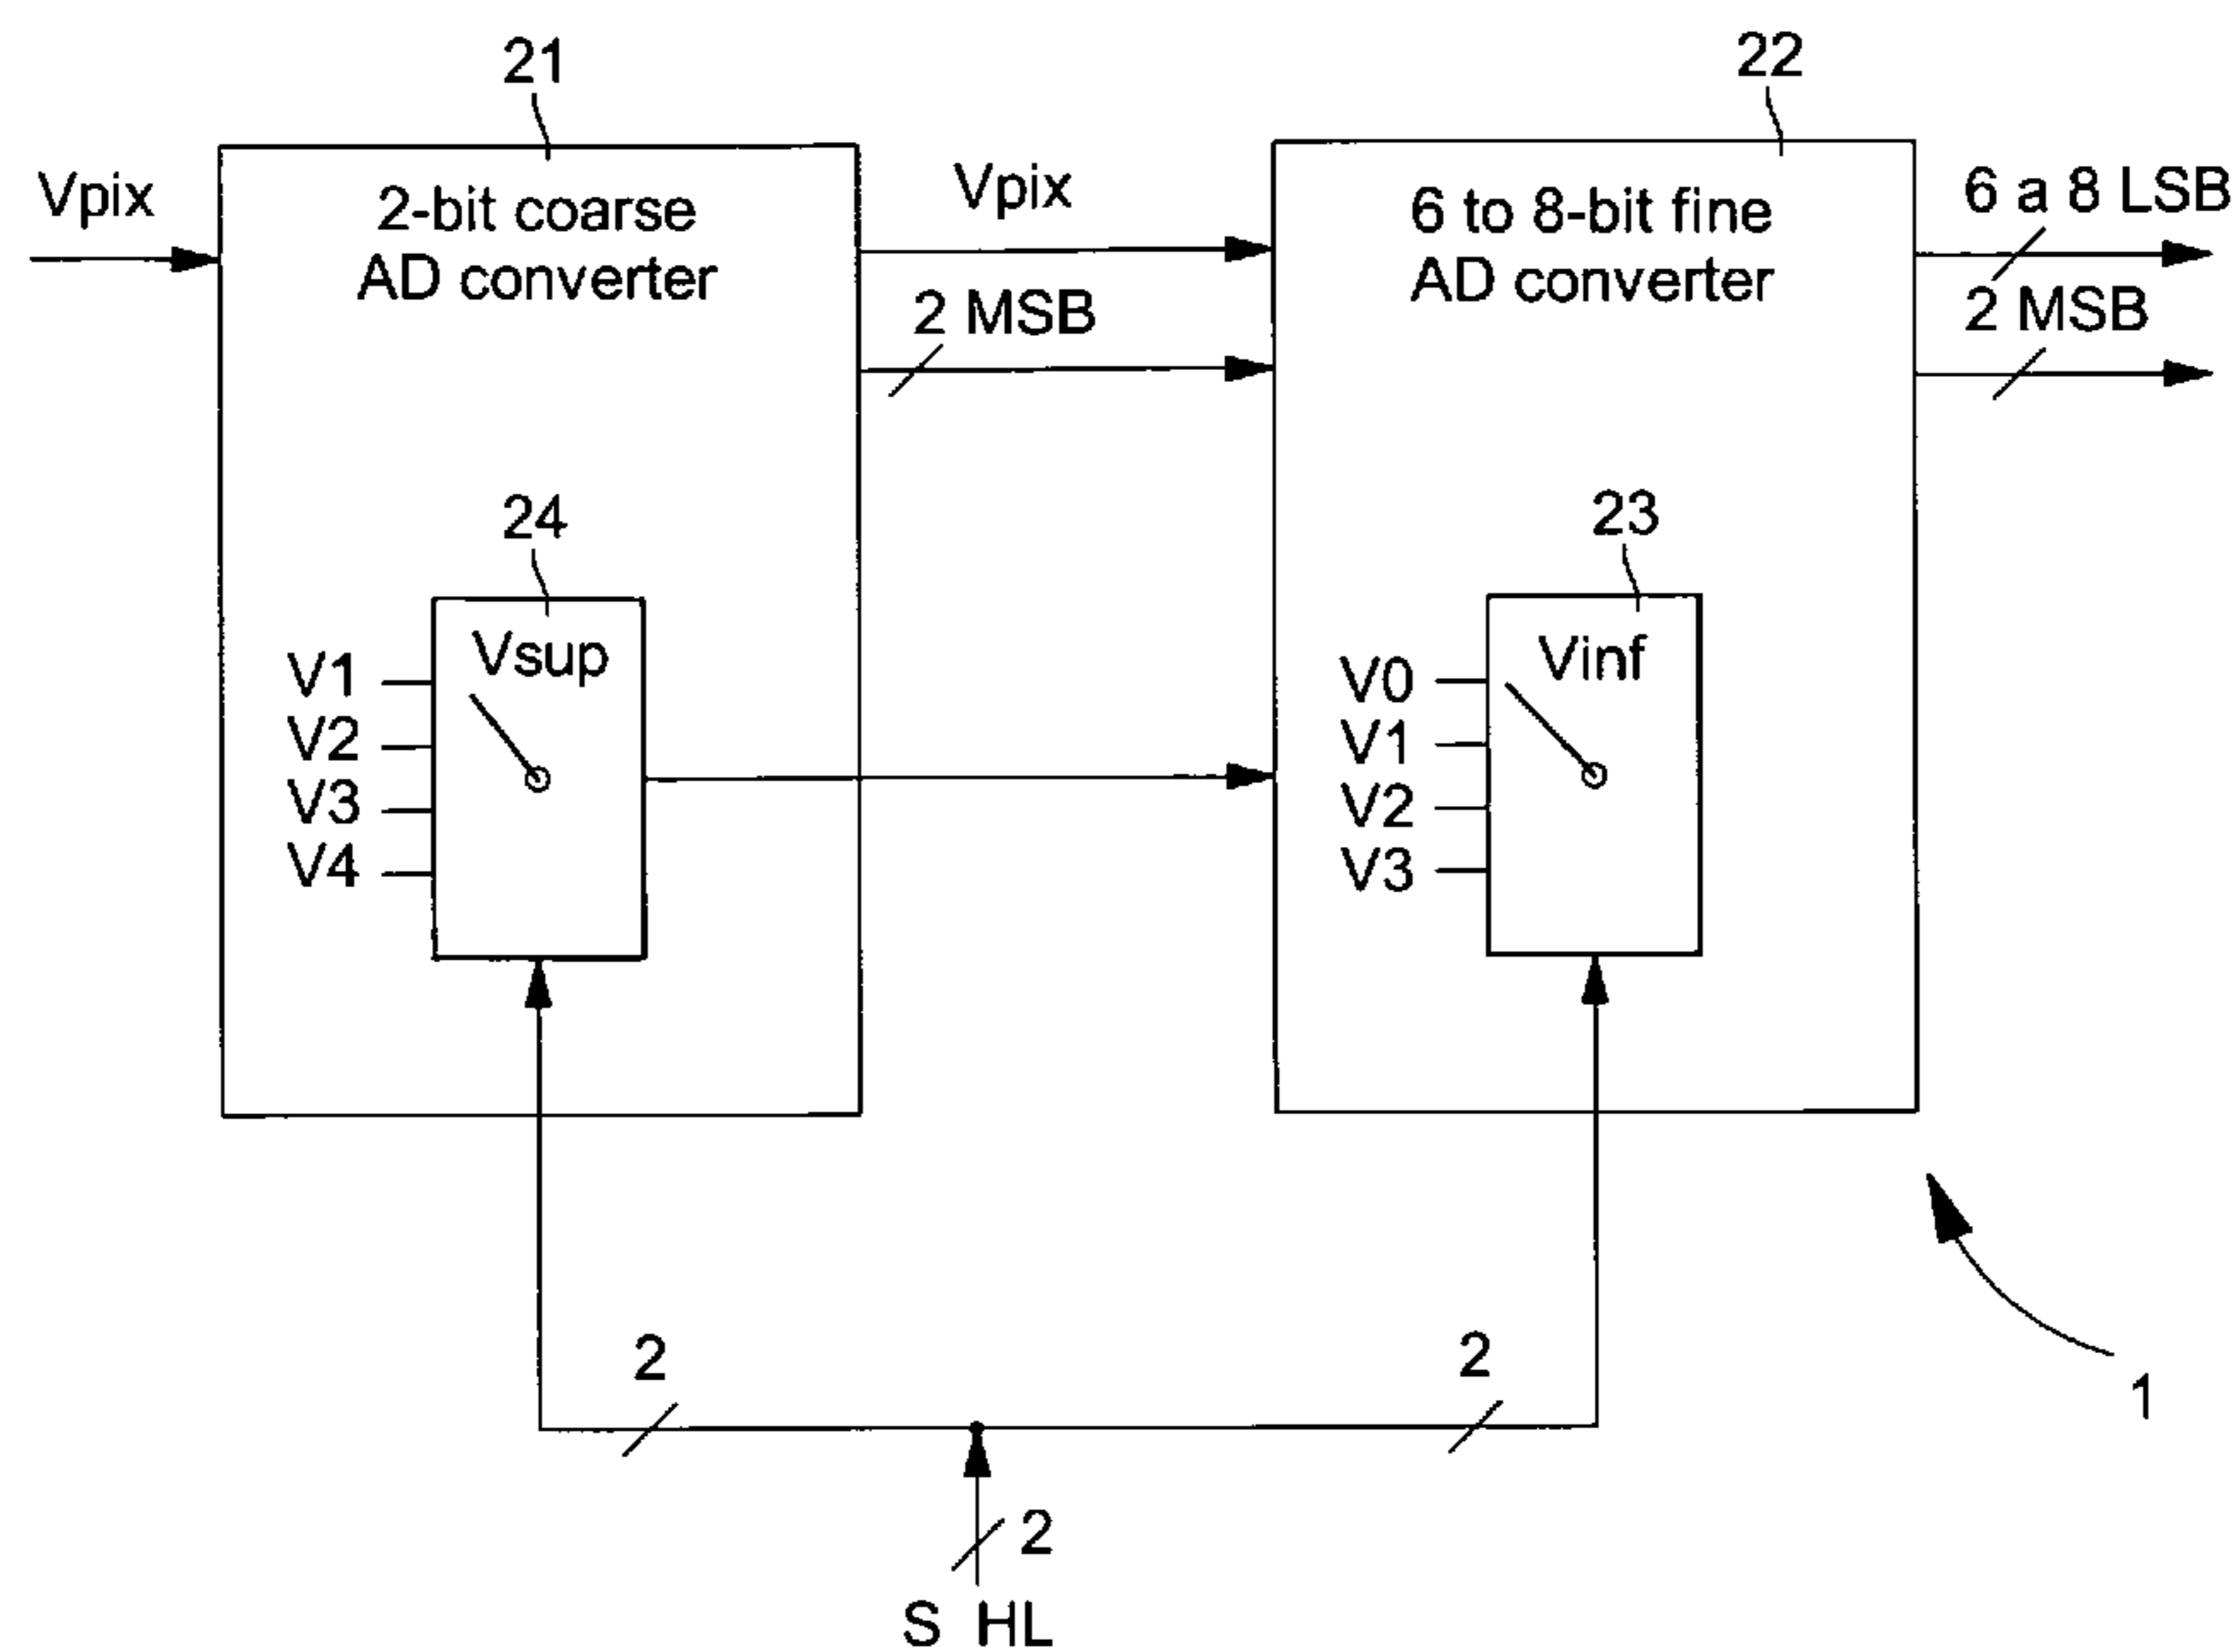 21
22
Vpix
2-bit coarse
AD converter
Vpix
2 MSB
6 to 8-bit fine
AD converter
6 a 8 LSB
2 MSB
24
Vsup
V1
V2
V3
V4
23
Vinf
V0
V1
V2
V3
2
2
2
S HL
1